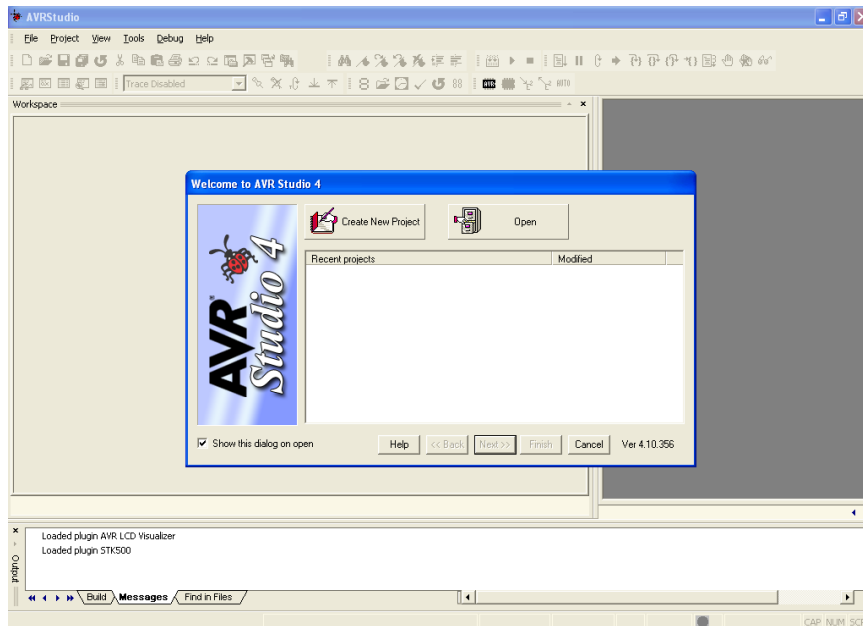 AVRStudio
File Project View Tools Debug Help
Trace Disabled
AUTO
Workspace
Welcome to AVR Studio 4
Create New Project
Open
Recent projects
Modified
AVR®
Studio 4
Show this dialog on open
Help
<< Back
Next >>
Finish
Cancel
Ver 4.10.356
Loaded plugin AVR LCD Visualizer
Loaded plugin STK500
Output
Build
Messages
Find in Files
CAP NUM SC